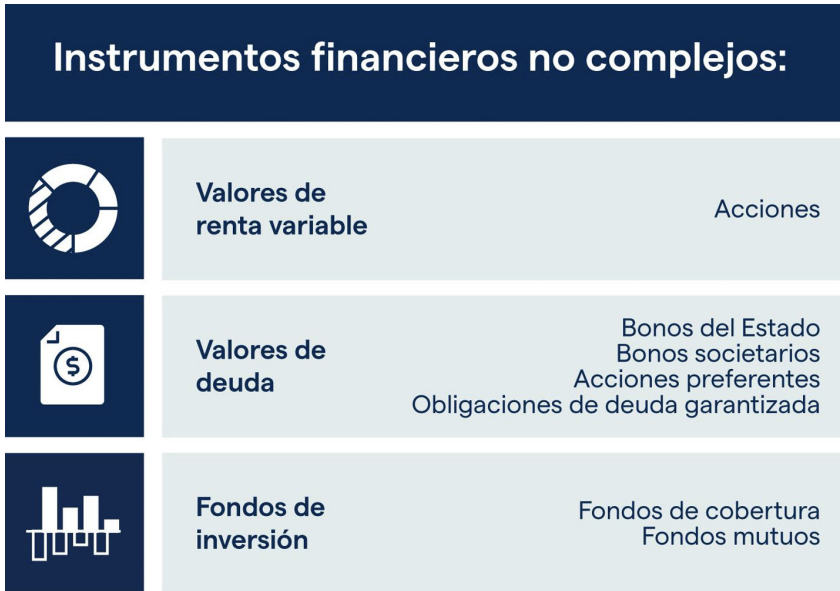 Instrumentos financieros no complejos:
Valores de
renta variable
Acciones
$
Valores de
deuda
Bonos del Estado
Bonos societarios
Acciones preferentes
Obligaciones de deuda garantizada
Fondos de
inversión
Fondos de cobertura
Fondos mutuos